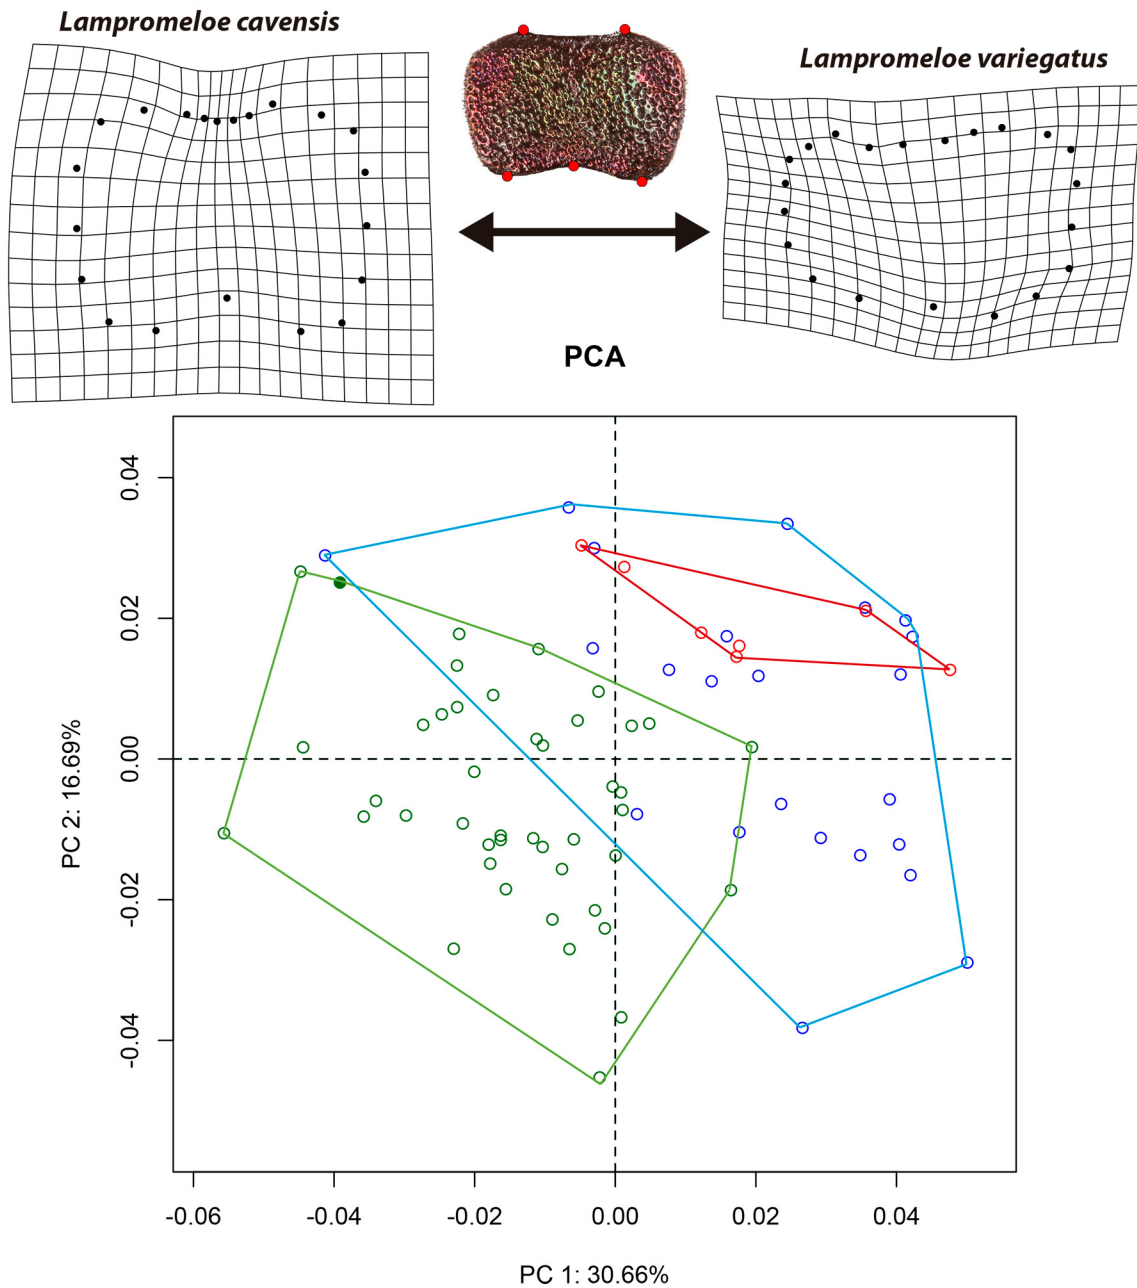 Lampromeloe cavensis
Lampromeloe variegatus
PCA
0.04
0.02
0.00
-0.02
-0.04
PC 2: 16.69%
-0.06
-0.04
-0.02
0.00
0.02
0.04
PC 1: 30.66%